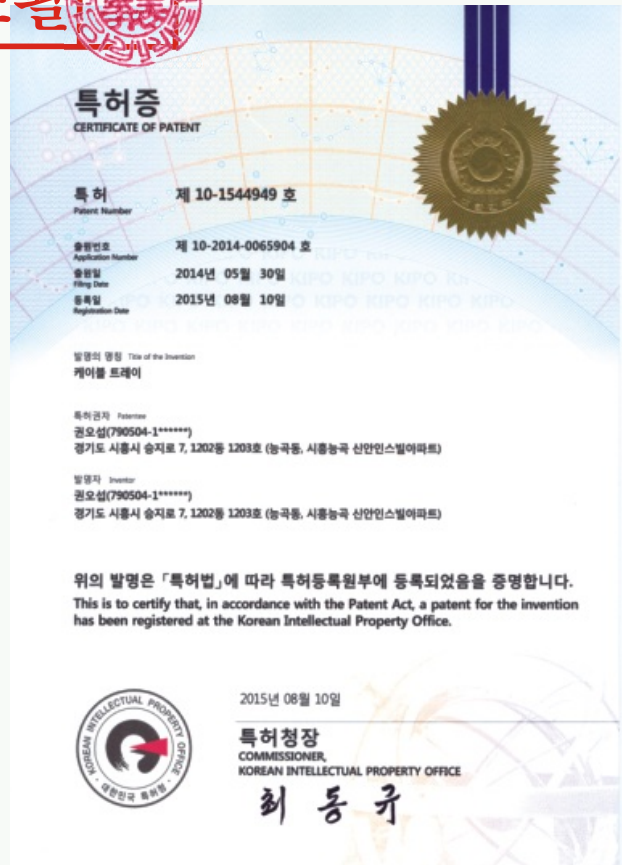 특허증
CERTIFICATE OF PATENT
특 허 제 10-1544949 호
Patent Number
출원번호 제 10-2014-0065904 호
Application Number
출원일 2014년 05월 30일
Filing Date
등록일 2015년 08월 10일
Registration Date
발명의 명칭 Title of the Invention
케이블 트레이
특허권자 Patentee
권오섭(790504-1******)
경기도 시흥시 승지로 7, 1202동 1203호 (능곡동, 시흥능곡 신안인스빌아파트)
발명자 Inventor
권오섭(790504-1******)
경기도 시흥시 승지로 7, 1202동 1203호 (능곡동, 시흥능곡 신안인스빌아파트)
위의 발명은 「특허법」에 따라 특허등록원부에 등록되었음을 증명합니다.
This is to certify that, in accordance with the Patent Act, a patent for the invention
has been registered at the Korean Intellectual Property Office.
2015년 08월 10일
특허청장
COMMISSIONER,
KOREAN INTELLECTUAL PROPERTY OFFICE
최동규
KOREAN INTELLECTUAL PROPERTY OFFICE
대한민국 특허청